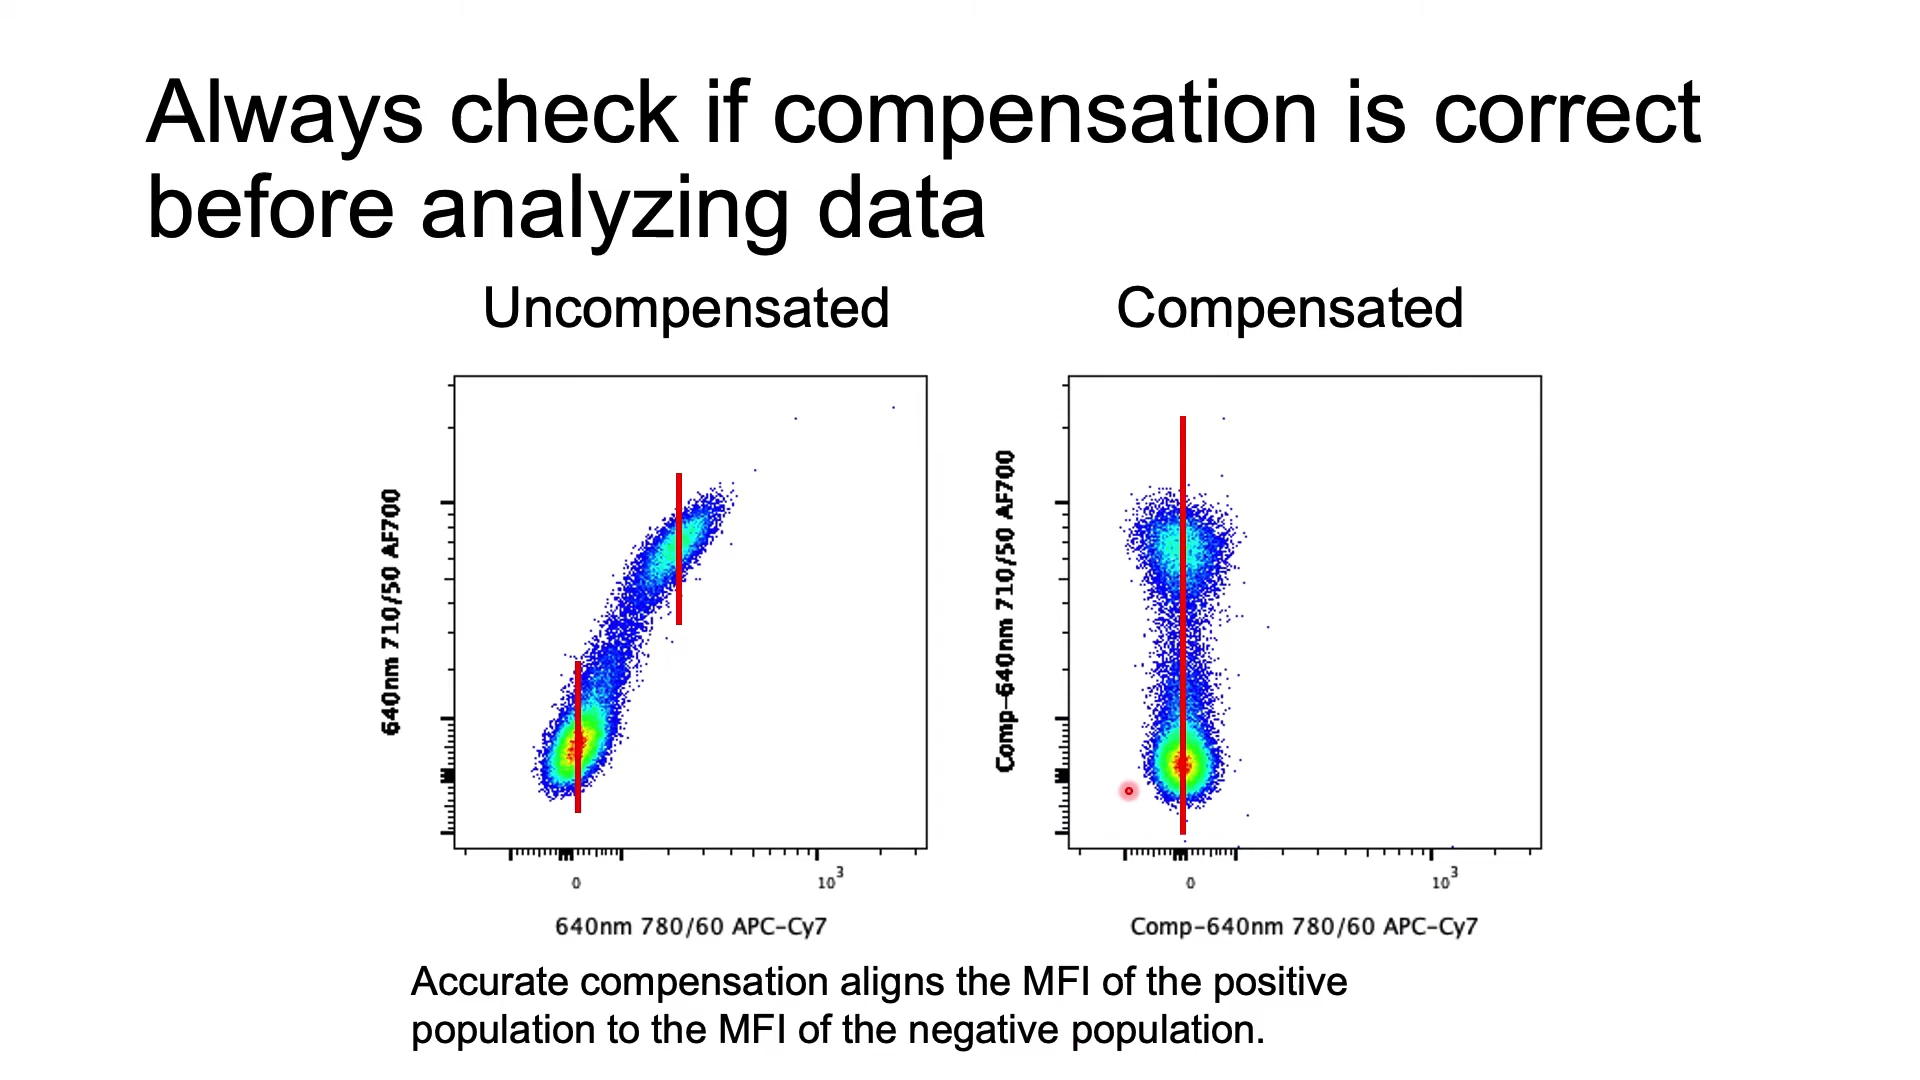 Always check if compensation is correct
before analyzing data
Uncompensated
Compensated
640nm 710/50 AF700
0
10³
640nm 780/60 APC-Cy7
Comp-640nm 710/50 AF700
0
10³
Comp-640nm 780/60 APC-Cy7
Accurate compensation aligns the MFI of the positive
population to the MFI of the negative population.